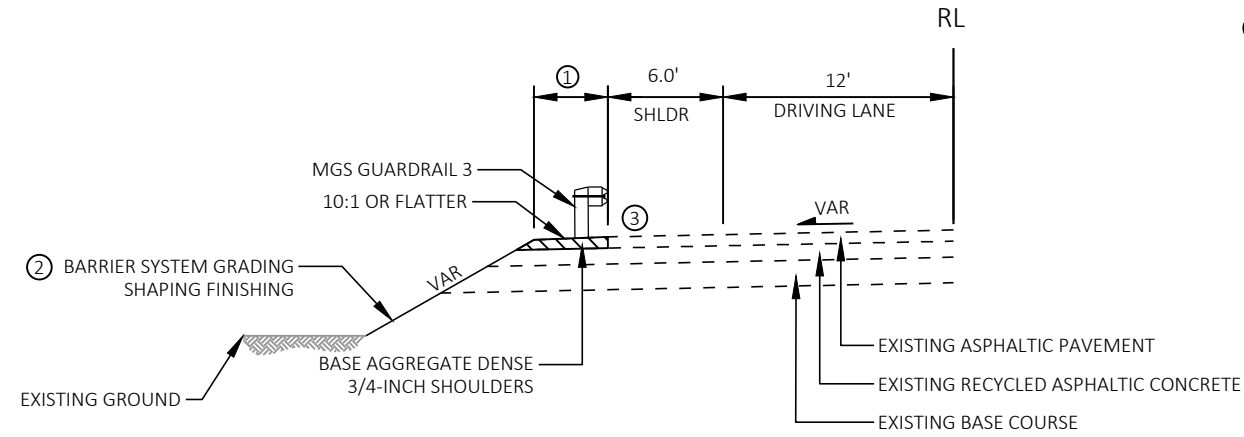 RL
①
6.0'
12'
SHLDR
DRIVING LANE
MGS GUARDRAIL 3
10:1 OR FLATTER
③
VAR
② BARRIER SYSTEM GRADING
SHAPING FINISHING
VAR
BASE AGGREGATE DENSE
3/4-INCH SHOULDERS
EXISTING GROUND
EXISTING ASPHALTIC PAVEMENT
EXISTING RECYCLED ASPHALTIC CONCRETE
EXISTING BASE COURSE